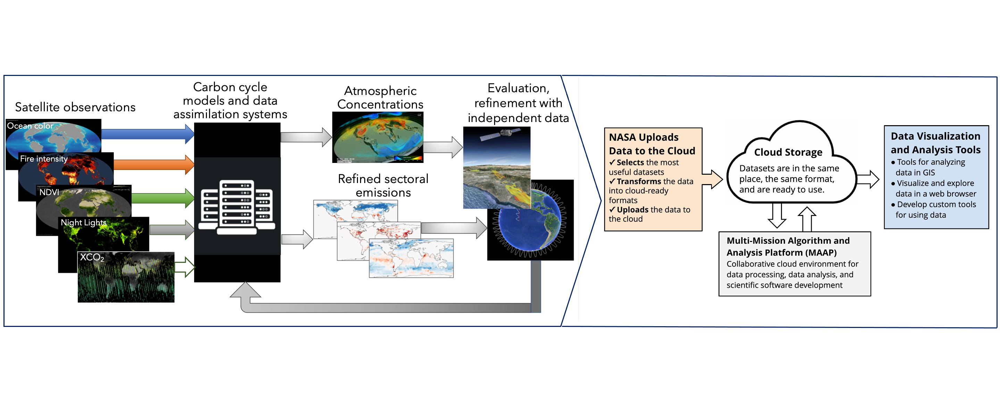 Satellite observations
Ocean color
Fire intensity
NDVI
Night Lights
XCO₂
Carbon cycle
models and data
assimilation systems
Atmospheric
Concentrations
Refined sectoral
emissions
Evaluation,
refinement with
independent data
NASA Uploads
Data to the Cloud
✓ Selects the most
useful datasets
✓ Transforms the data
into cloud-ready
formats
✓ Uploads the data to
the cloud
Cloud Storage
Datasets are in the same
place, the same format,
and are ready to use.
Multi-Mission Algorithm and
Analysis Platform (MAAP)
Collaborative cloud environment for
data processing, data analysis, and
scientific software development
Data Visualization
and Analysis Tools
● Tools for analyzing
data in GIS
● Visualize and explore
data in a web browser
● Develop custom tools
for using data